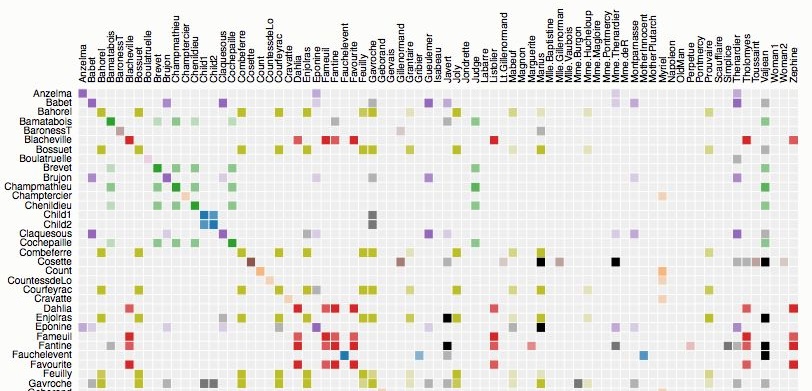 Anzelma
Babet
Bahorel
Bamatabois
BaronessT
Blacheville
Bossuet
Boulatruelle
Brevet
Brujon
Champmathieu
Champtercier
Chenildieu
Child1
Child2
Claquesous
Cochepaille
Combeferre
Cosette
Count
CountessdeLo
Courfeyrac
Cravatte
Dahlia
Enjolras
Eponine
Fameuil
Fantine
Fauchelevent
Favourite
Feuilly
Gavroche
Geborand
Gervais
Gillenormand
Grantaire
Gribier
Gueulemer
Isabeau
Javert
Joly
Jondrette
Judge
Labarre
Listolier
Lt.Gillenormand
Mabeuf
Magnon
Marguerite
Marius
Mlle.Baptistine
Mlle.Gillenormand
Mlle.Vaubois
Mme.Burgon
Mme.Hucheloup
Mme.Magloire
Mme.Pontmercy
Mme.Thenardier
Mme.deR
Montparnasse
MotherInnocent
MotherPlutarch
Myriel
Napoleon
OldMan
Perpetue
Pontmercy
Prouvaire
Scaufflaire
Simplice
Thenardier
Tholomyes
Toussaint
Valjean
Woman1
Woman2
Zephine
Anzelma
Babet
Bahorel
Bamatabois
BaronessT
Blacheville
Bossuet
Boulatruelle
Brevet
Brujon
Champmathieu
Champtercier
Chenildieu
Child1
Child2
Claquesous
Cochepaille
Combeferre
Cosette
Count
CountessdeLo
Courfeyrac
Cravatte
Dahlia
Enjolras
Eponine
Fameuil
Fantine
Fauchelevent
Favourite
Feuilly
Gavroche